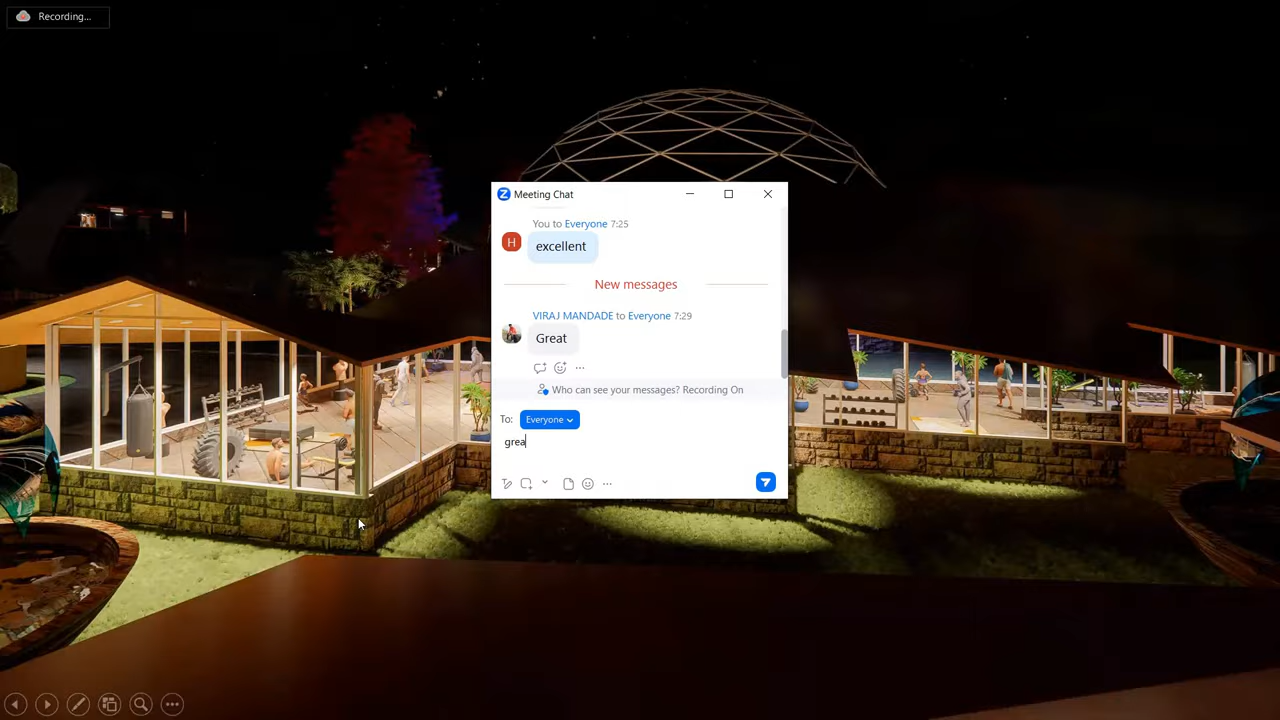 Recording...
Meeting Chat
You to Everyone 7:25
H
excellent
New messages
VIRAJ MANDADE to Everyone 7:29
Great
Who can see your messages? Recording On
To: Everyone
grea